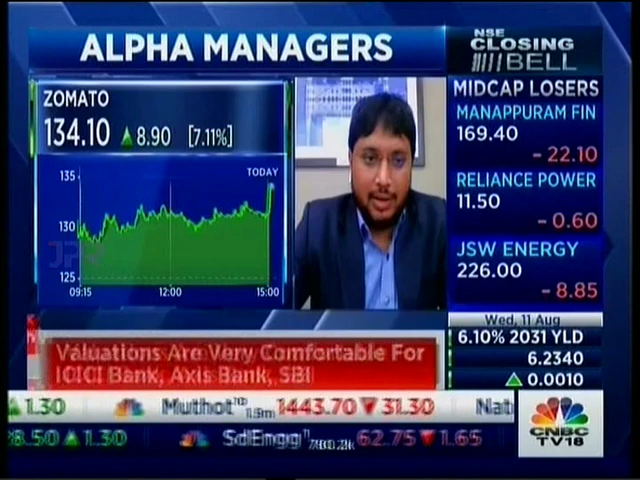 ALPHA MANAGERS
NSE
CLOSING
BELL
ZOMATO
134.10 ▲ 8.90 [7.11%]
TODAY
135
130
125
09:15 12:00 15:00
MIDCAP LOSERS
MANAPPURAM FIN
169.40
- 22.10
RELIANCE POWER
11.50
- 0.60
JSW ENERGY
226.00
- 8.85
Wed, 11 Aug
6.10% 2031 YLD
6.2340
▲ 0.0010
Valuations Are Very Comfortable For
ICICI Bank, Axis Bank, SBI
▲ 1.30 Muthot 1.9m 1443.70 ▼ 31.30 Nat
8.50 ▲ 1.30 SdEngg 62.75 ▼ 1.65
CNBC
TV18